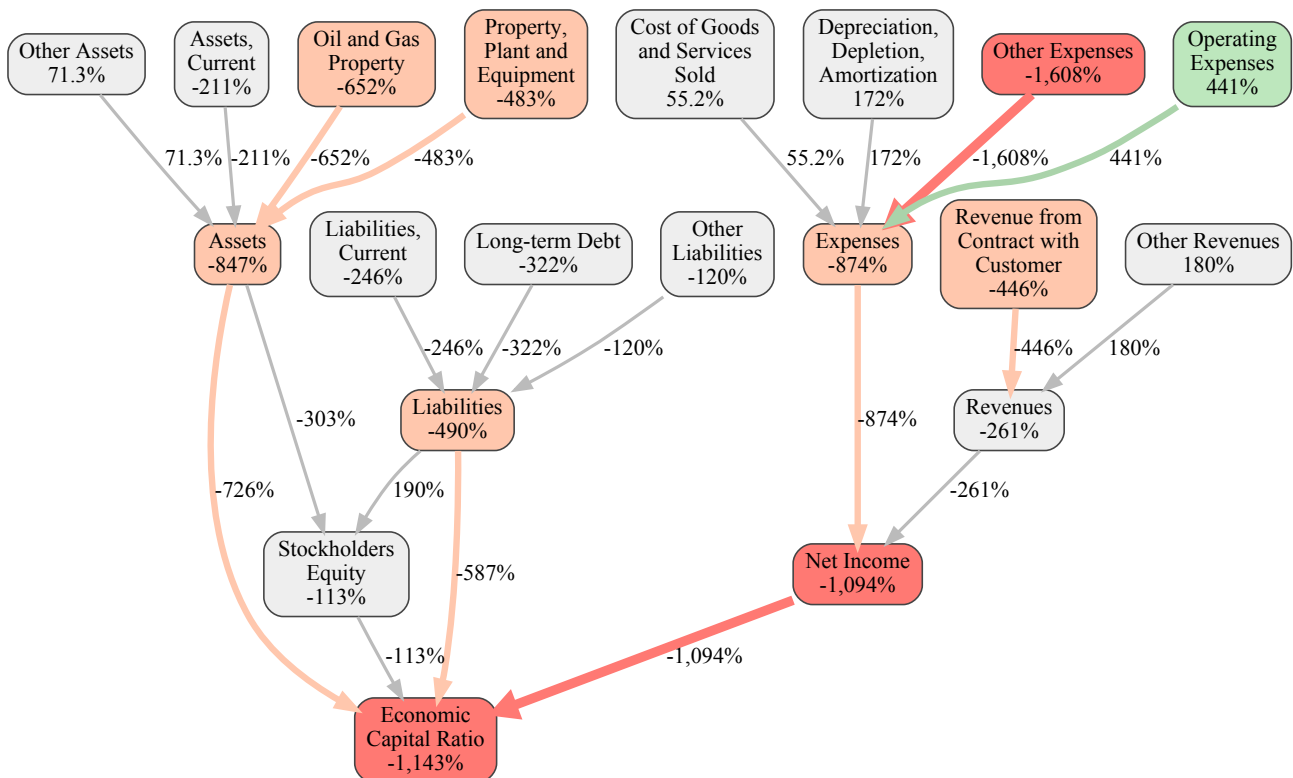 Other Assets
71.3%
Assets,
Current
-211%
Oil and Gas
Property
-652%
Property,
Plant and
Equipment
-483%
Cost of Goods
and Services
Sold
55.2%
Depreciation,
Depletion,
Amortization
172%
Other Expenses
-1,608%
Operating
Expenses
441%
71.3%
-211%
-652%
-483%
55.2%
172%
-1,608%
441%
Assets
-847%
Liabilities,
Current
-246%
Long-term Debt
-322%
Other
Liabilities
-120%
Expenses
-874%
Revenue from
Contract with
Customer
-446%
Other Revenues
180%
-246%
-322%
-120%
-446%
180%
-303%
Liabilities
-490%
-874%
Revenues
-261%
-726%
190%
-261%
Stockholders
Equity
-113%
-587%
Net Income
-1,094%
-113%
-1,094%
Economic
Capital Ratio
-1,143%